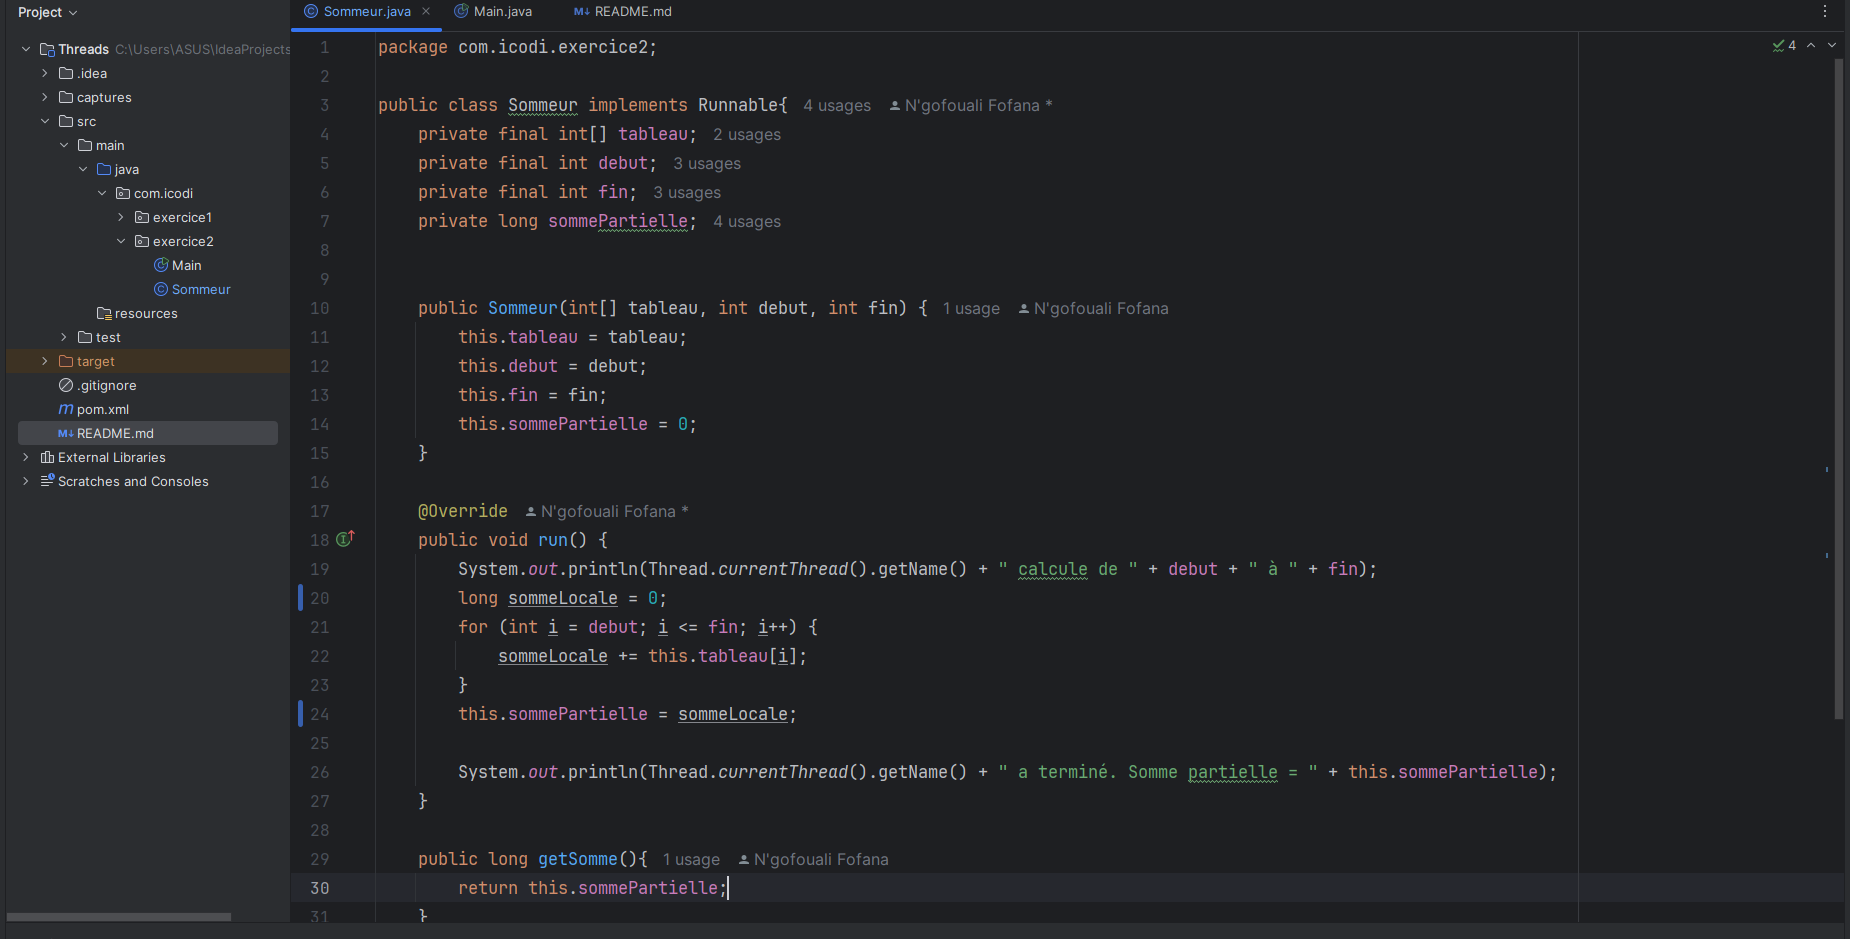 Project
Sommeur.java
Main.java
README.md
Threads C:\Users\ASUS\IdeaProjects
.idea
captures
src
main
java
com.icodi
exercice1
exercice2
Main
Sommeur
resources
test
target
.gitignore
pom.xml
README.md
External Libraries
Scratches and Consoles
4
1 package com.icodi.exercice2;
2
3 public class Sommeur implements Runnable{ 4 usages N'gofouali Fofana *
4 private final int[] tableau; 2 usages
5 private final int debut; 3 usages
6 private final int fin; 3 usages
7 private long sommePartielle; 4 usages
8
9
10 public Sommeur(int[] tableau, int debut, int fin) { 1 usage N'gofouali Fofana
11 this.tableau = tableau;
12 this.debut = debut;
13 this.fin = fin;
14 this.sommePartielle = 0;
15 }
16
17 @Override N'gofouali Fofana *
18 public void run() {
19 System.out.println(Thread.currentThread().getName() + " calcule de " + debut + " à " + fin);
20 long sommeLocale = 0;
21 for (int i = debut; i <= fin; i++) {
22 sommeLocale += this.tableau[i];
23 }
24 this.sommePartielle = sommeLocale;
25
26 System.out.println(Thread.currentThread().getName() + " a terminé. Somme partielle = " + this.sommePartielle);
27 }
28
29 public long getSomme(){ 1 usage N'gofouali Fofana
30 return this.sommePartielle;
31 }